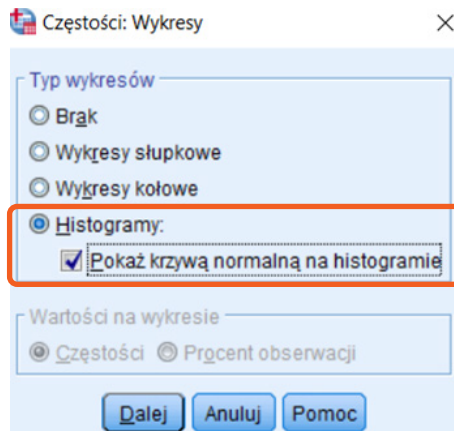 Częstości: Wykresy
Typ wykresów
Brak
Wykresy słupkowe
Wykresy kołowe
Histogramy:
Pokaż krzywą normalną na histogramie
Wartości na wykresie
Częstości Procent obserwacji
Dalej Anuluj Pomoc